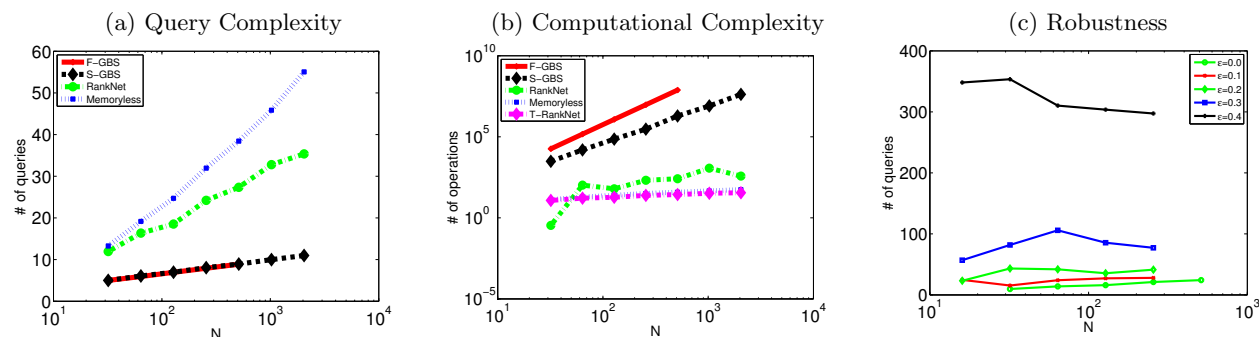 (a) Query Complexity
60
50
40
30
20
10
0
# of queries
10^1
10^2
10^3
10^4
N
F-GBS
S-GBS
RankNet
Memoryless
(b) Computational Complexity
10^10
10^5
10^0
10^-5
# of operations
10^1
10^2
10^3
10^4
N
F-GBS
S-GBS
RankNet
Memoryless
T-RankNet
(c) Robustness
400
300
200
100
0
# of queries
10^1
10^2
10^3
N
ε=0.0
ε=0.1
ε=0.2
ε=0.3
ε=0.4